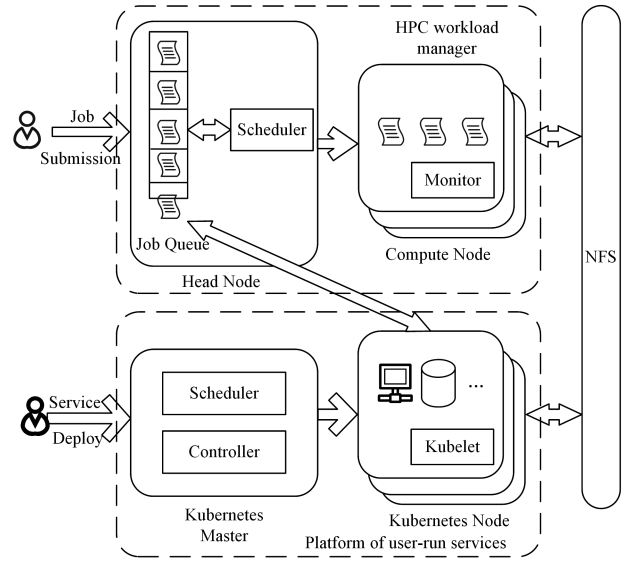 HPC workload
manager
Job
Submission
Scheduler
Monitor
Job Queue
Compute Node
Head Node
NFS
Service
Deploy
Scheduler
Controller
...
Kubelet
Kubernetes
Master
Kubernetes Node
Platform of user-run services